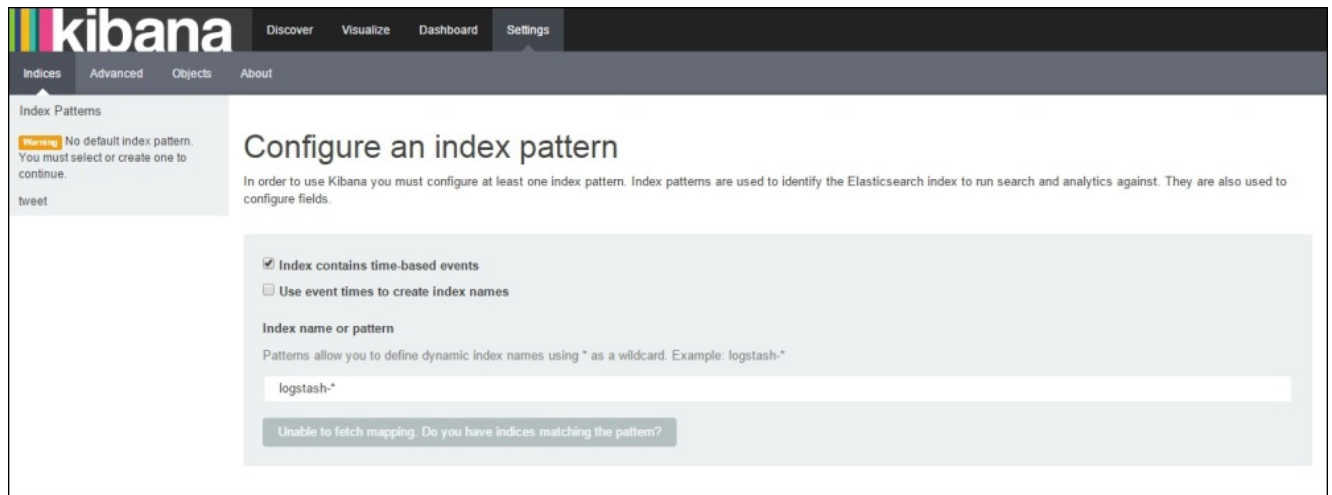 kibana
Discover Visualize Dashboard Settings
Indices Advanced Objects About
Index Patterns
Warning No default index pattern.
You must select or create one to
continue.
tweet
Configure an index pattern
In order to use Kibana you must configure at least one index pattern. Index patterns are used to identify the Elasticsearch index to run search and analytics against. They are also used to
configure fields.
Index contains time-based events
Use event times to create index names
Index name or pattern
Patterns allow you to define dynamic index names using * as a wildcard. Example: logstash-*
logstash-*
Unable to fetch mapping. Do you have indices matching the pattern?